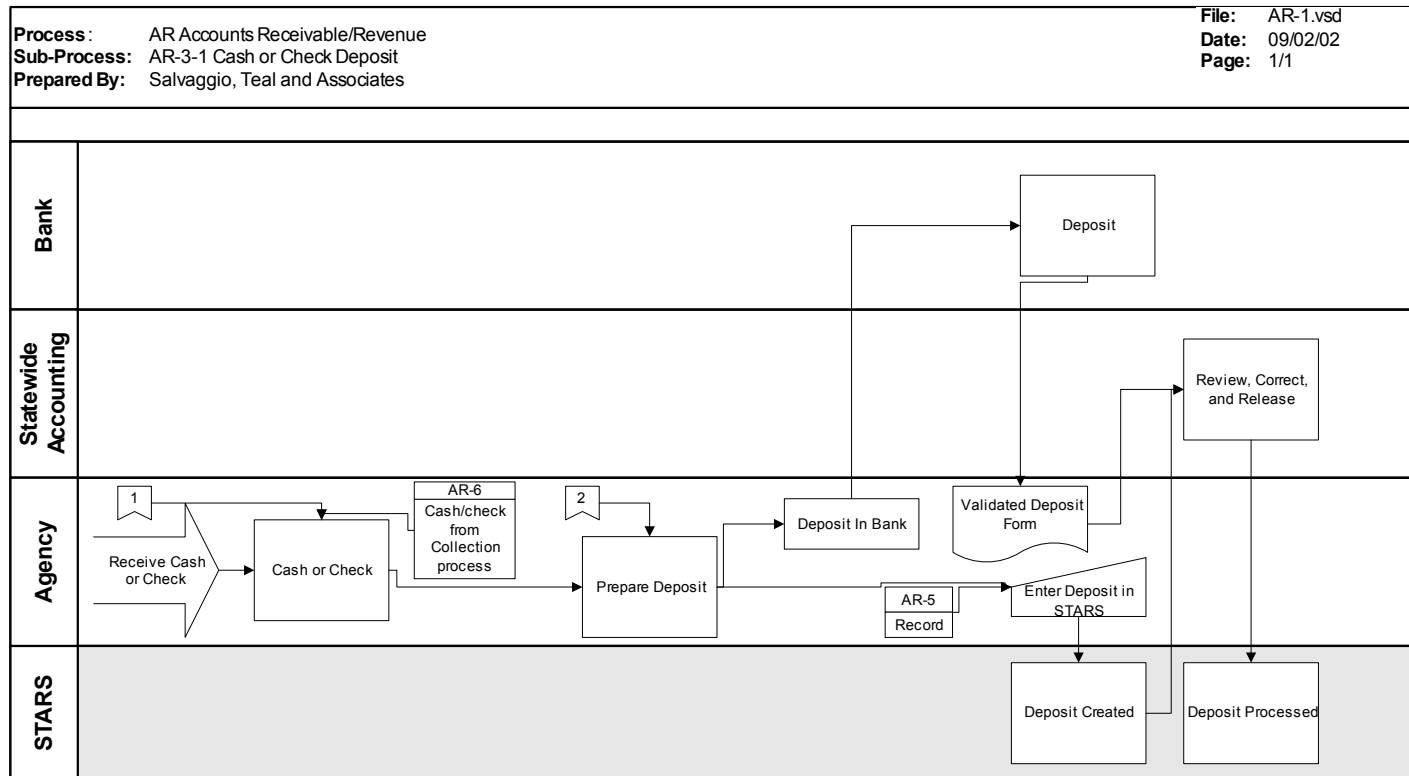 Process: AR Accounts Receivable/Revenue
Sub-Process: AR-3-1 Cash or Check Deposit
Prepared By: Salvaggio, Teal and Associates
File: AR-1.vsd
Date: 09/02/02
Page: 1/1
Bank
Deposit
Statewide
Accounting
Review, Correct,
and Release
Agency
1
Receive Cash
or Check
Cash or Check
AR-6
Cash/check
from
Collection
process
2
Prepare Deposit
Deposit In Bank
AR-5
Record
Validated Deposit
Form
Enter Deposit in
STARS
STARS
Deposit Created
Deposit Processed